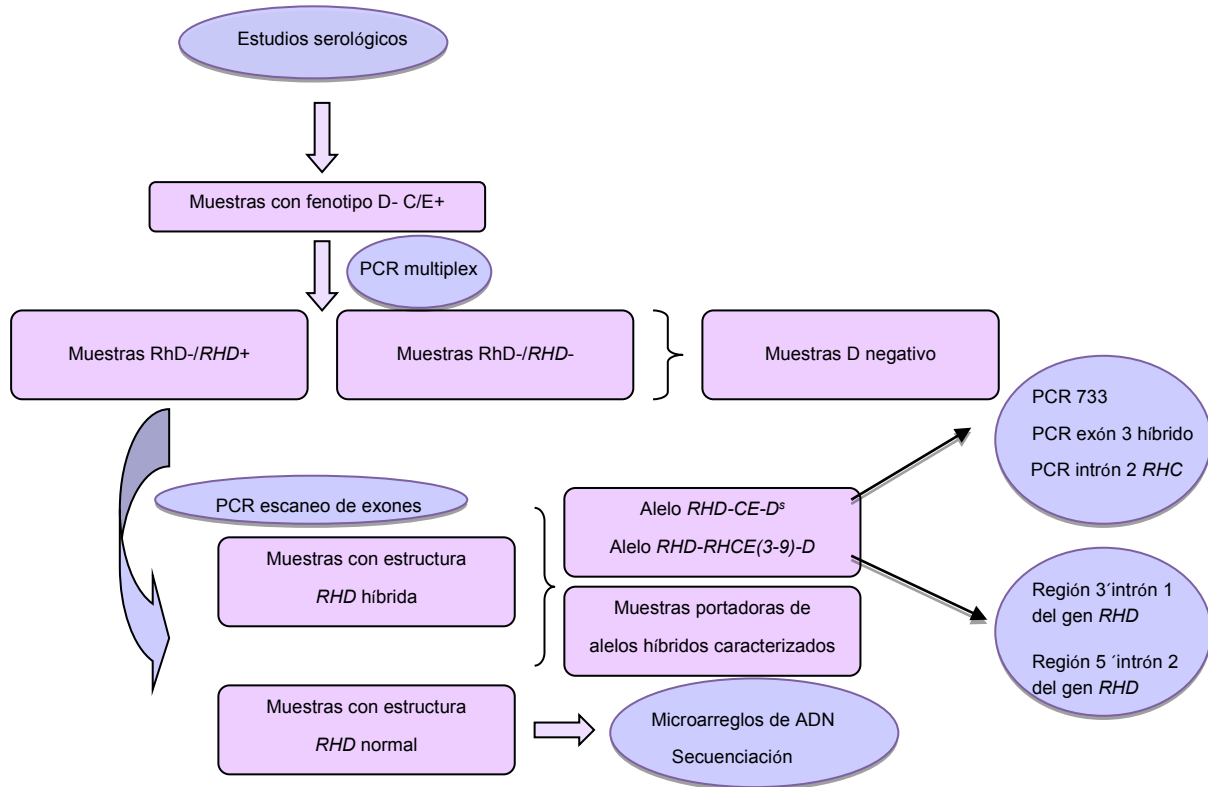 Estudios serológicos
Muestras con fenotipo D- C/E+
PCR multiplex
Muestras RhD-/RHD+
Muestras RhD-/RHD-
Muestras D negativo
PCR 733
PCR exón 3 híbrido
PCR intrón 2 RHC
PCR escaneo de exones
Alelo RHD-CE-Dˢ
Alelo RHD-RHCE(3-9)-D
Muestras con estructura
RHD híbrida
Muestras portadoras de
alelos híbridos caracterizados
Región 3´intrón 1
del gen RHD
Región 5 ´intrón 2
del gen RHD
Muestras con estructura
RHD normal
Microarreglos de ADN
Secuenciación